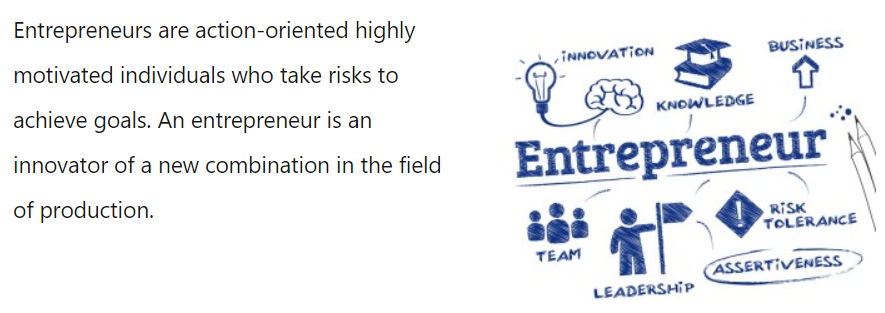 Entrepreneurs are action-oriented highly
motivated individuals who take risks to
achieve goals. An entrepreneur is an
innovator of a new combination in the field
of production.
iNNOVATiON
BUSiNESS
KNOWLEDGE
Entrepreneur
RiSK
TOLERANCE
TEAM
ASSERTiVENESS
LEADERSHiP